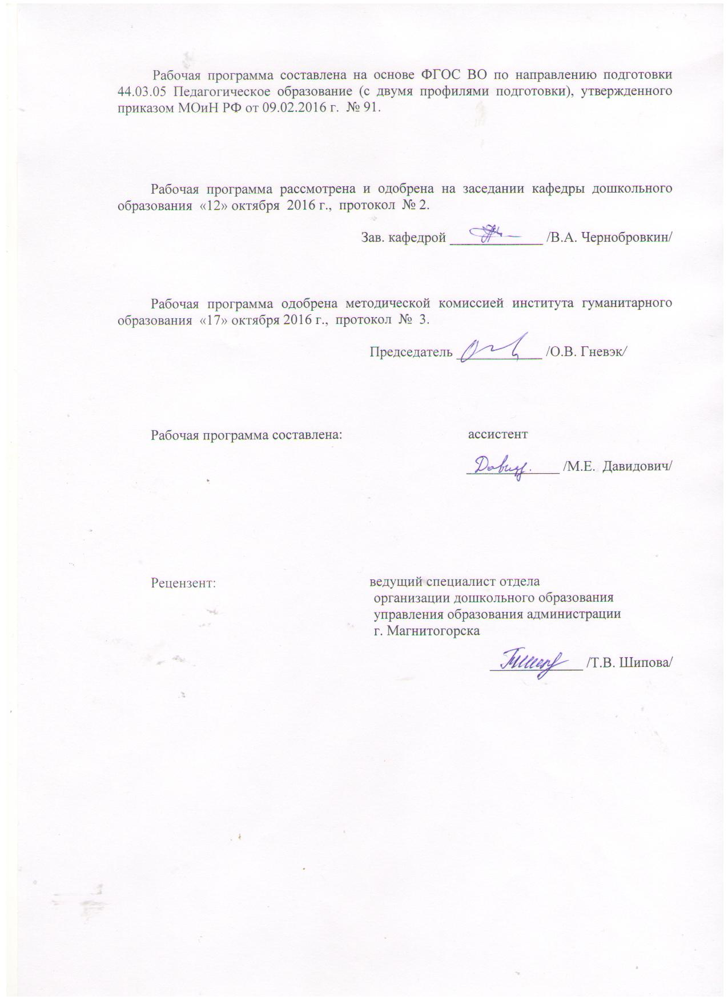 Рабочая программа составлена на основе ФГОС ВО по направлению подготовки
44.03.05 Педагогическое образование (с двумя профилями подготовки), утвержденного
приказом МОиН РФ от 09.02.2016 г. № 91.
Рабочая программа рассмотрена и одобрена на заседании кафедры дошкольного
образования «12» октября 2016 г., протокол № 2.
Зав. кафедрой _____________ /В.А. Чернобровкин/
Рабочая программа одобрена методической комиссией института гуманитарного
образования «17» октября 2016 г., протокол № 3.
Председатель ____________ /О.В. Гневэк/
Рабочая программа составлена: ассистент
_____________ /М.Е. Давидович/
Рецензент: ведущий специалист отдела
организации дошкольного образования
управления образования администрации
г. Магнитогорска
_____________ /Т.В. Шипова/